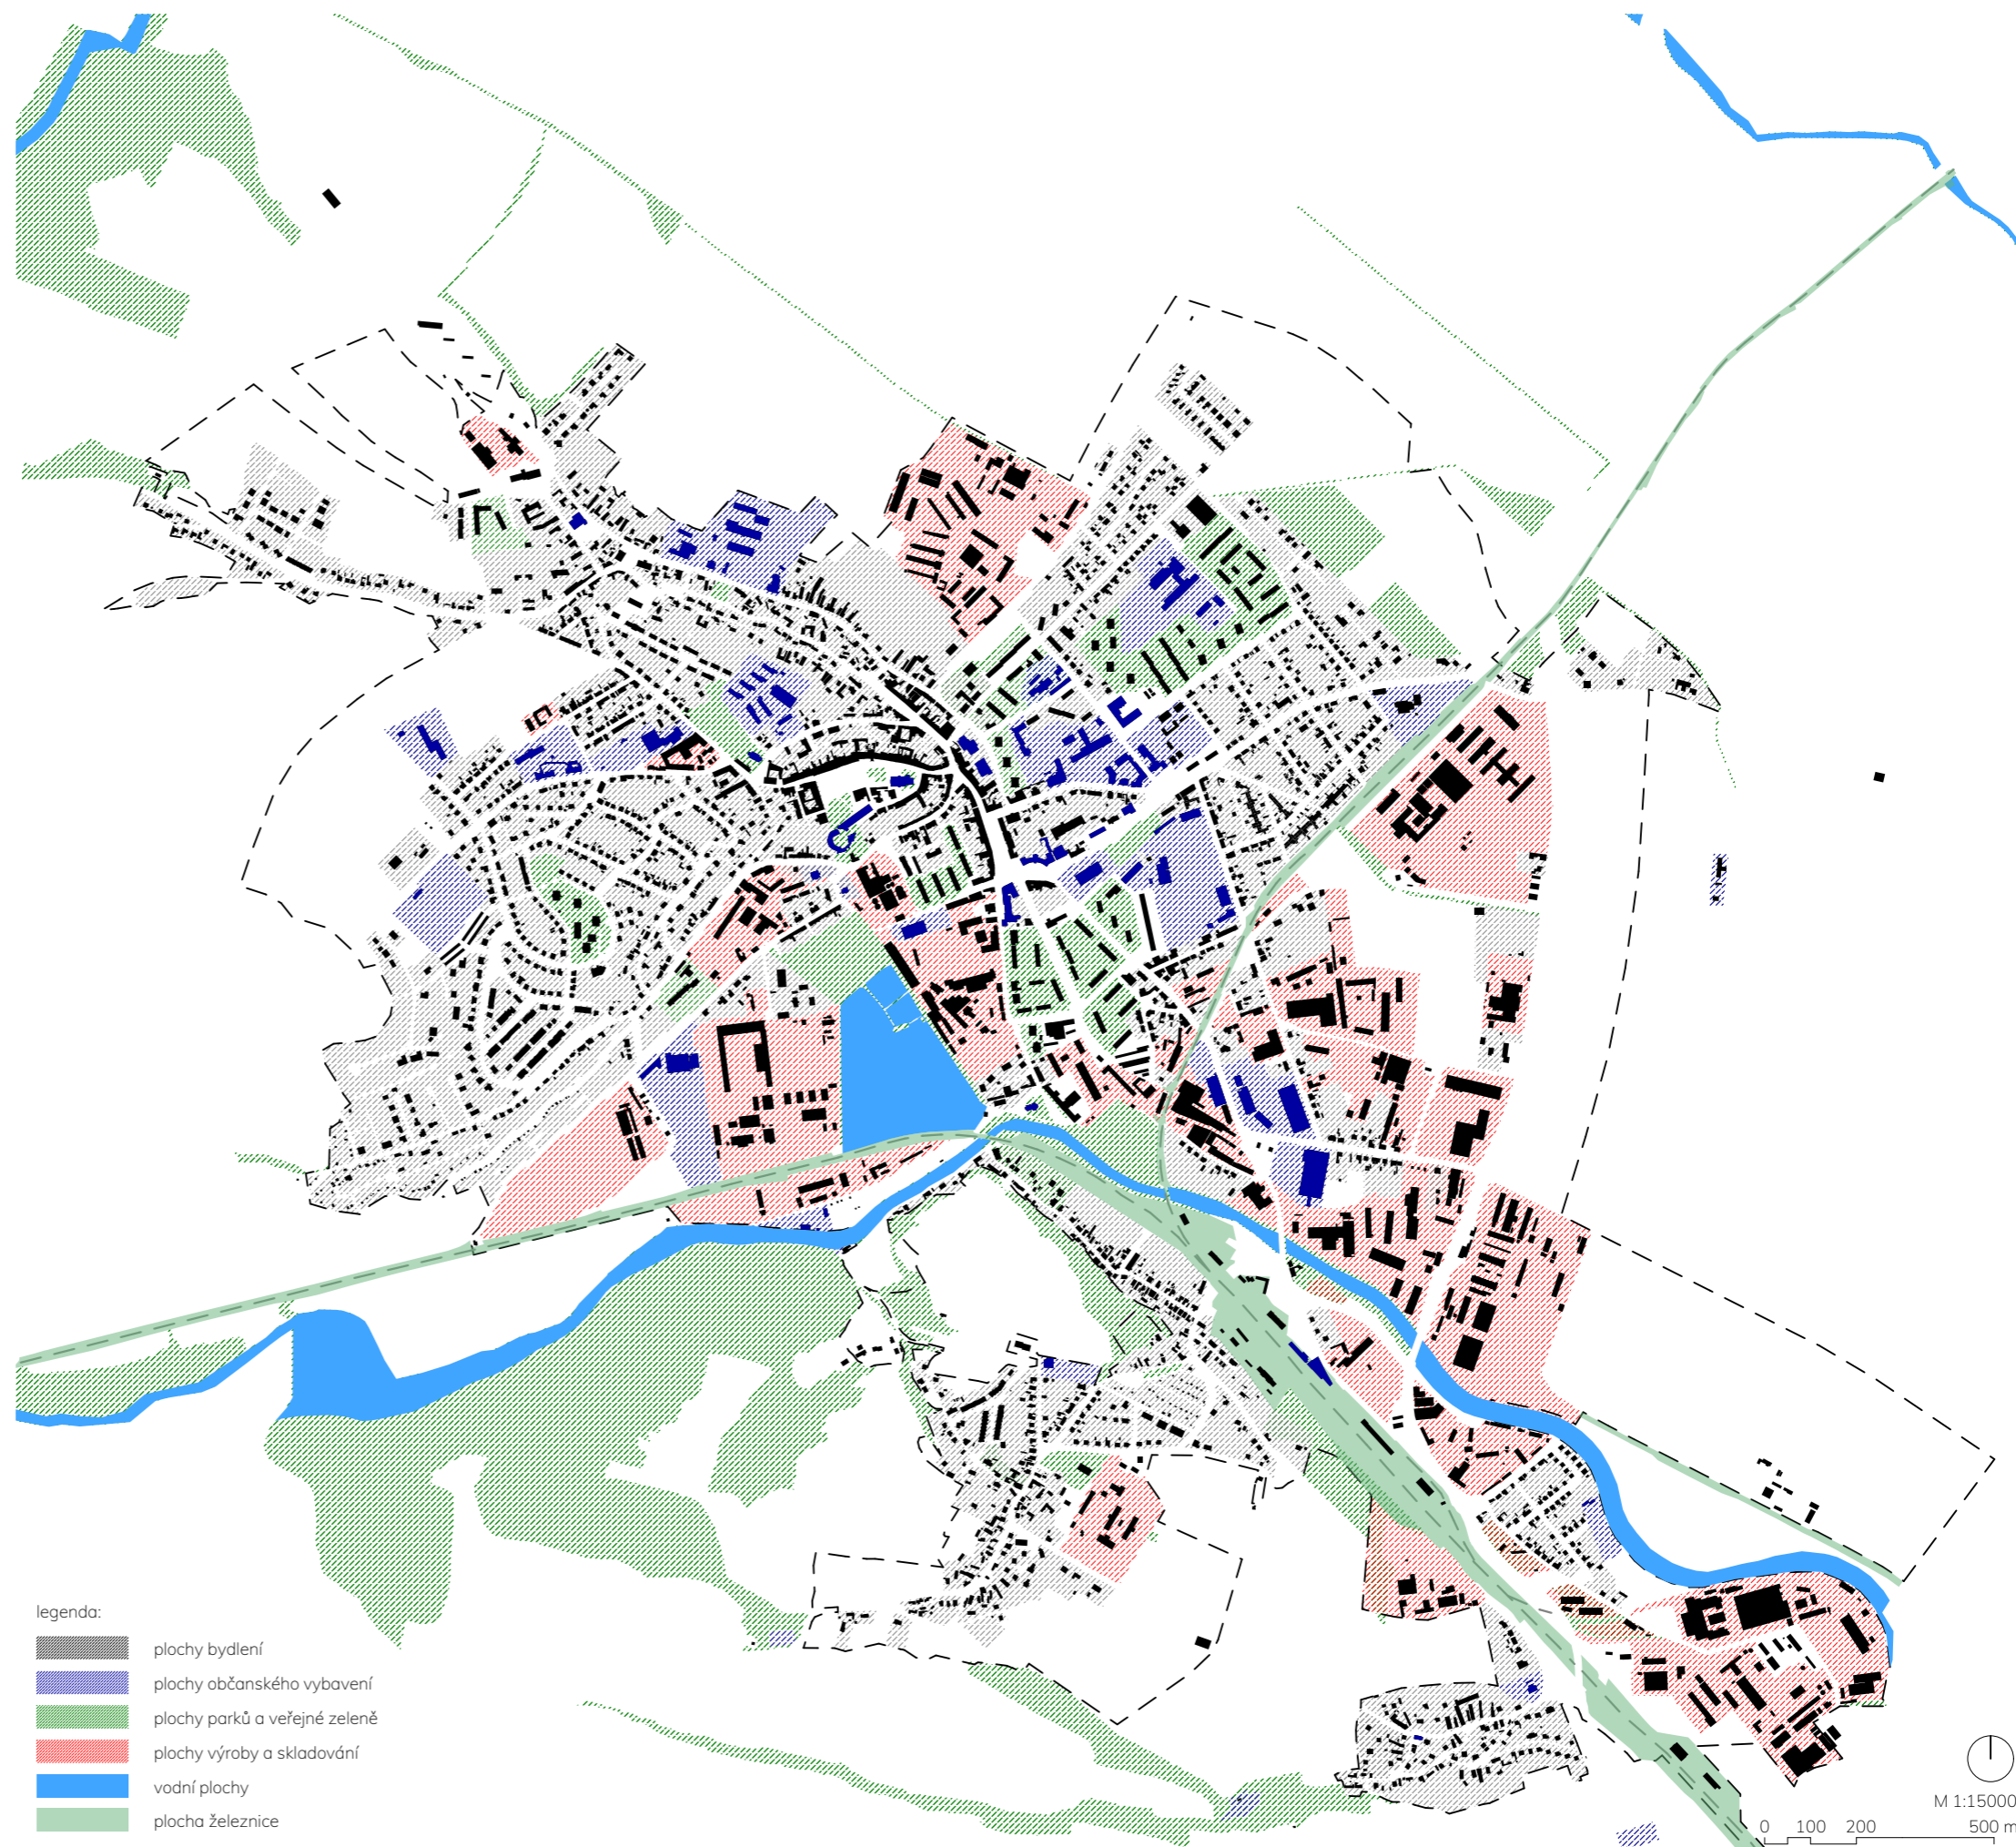 legenda:
plochy bydlení
plochy občanského vybavení
plochy parků a veřejné zeleně
plochy výroby a skladování
vodní plochy
plocha železnice
M 1:15000
0 100 200 500 m